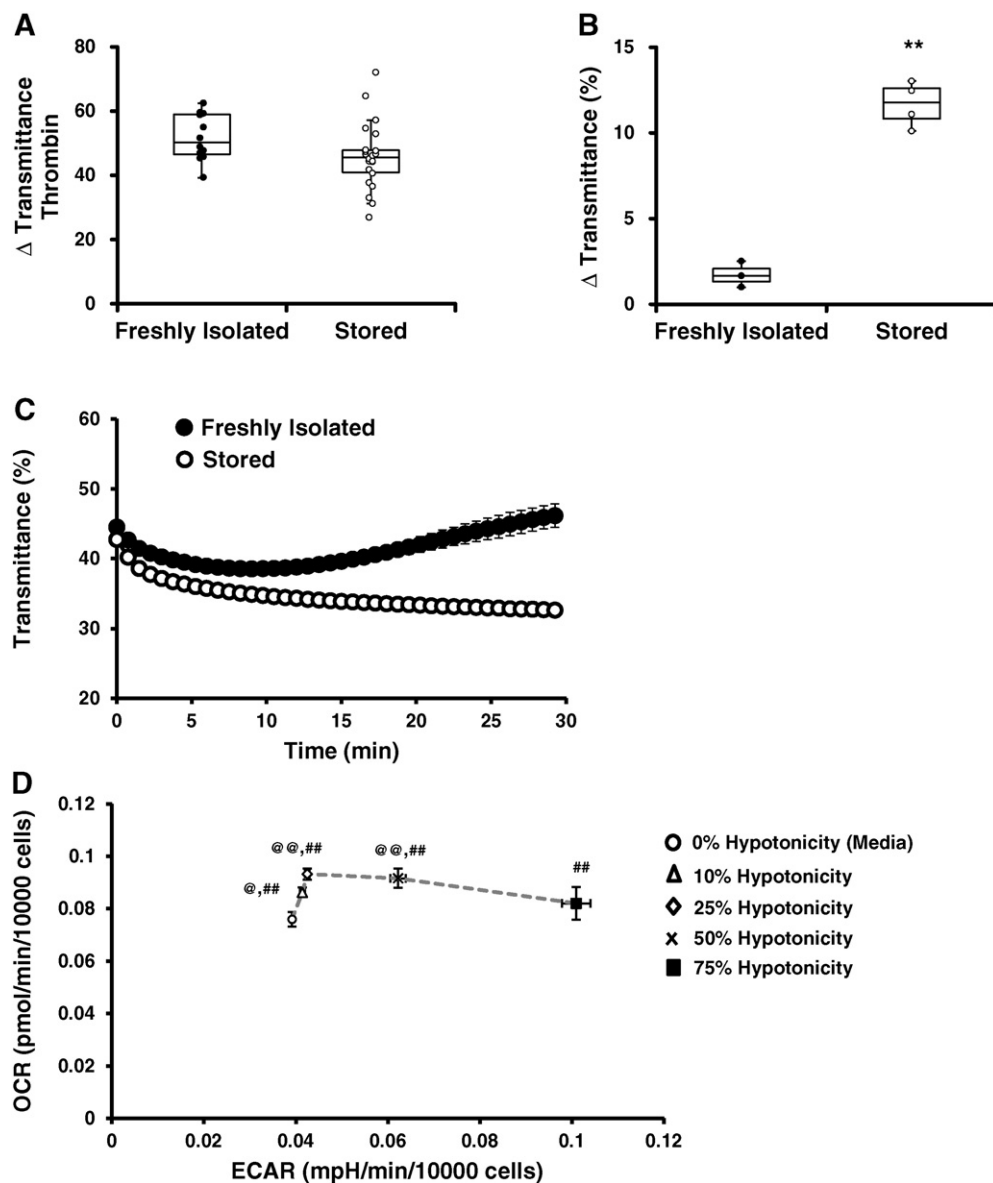 A
80
60
40
20
0
Δ Transmittance
Thrombin
Freshly Isolated Stored
B
15
10
5
0
Δ Transmittance (%)
**
Freshly Isolated Stored
C
60
50
40
30
20
Transmittance (%)
Freshly Isolated
Stored
0 5 10 15 20 25 30
Time (min)
D
0.12
0.1
0.08
0.06
0.04
0.02
0
OCR (pmol/min/10000 cells)
@,##
@@,##
@@,##
##
0% Hypotonicity (Media)
10% Hypotonicity
25% Hypotonicity
50% Hypotonicity
75% Hypotonicity
0 0.02 0.04 0.06 0.08 0.1 0.12
ECAR (mpH/min/10000 cells)